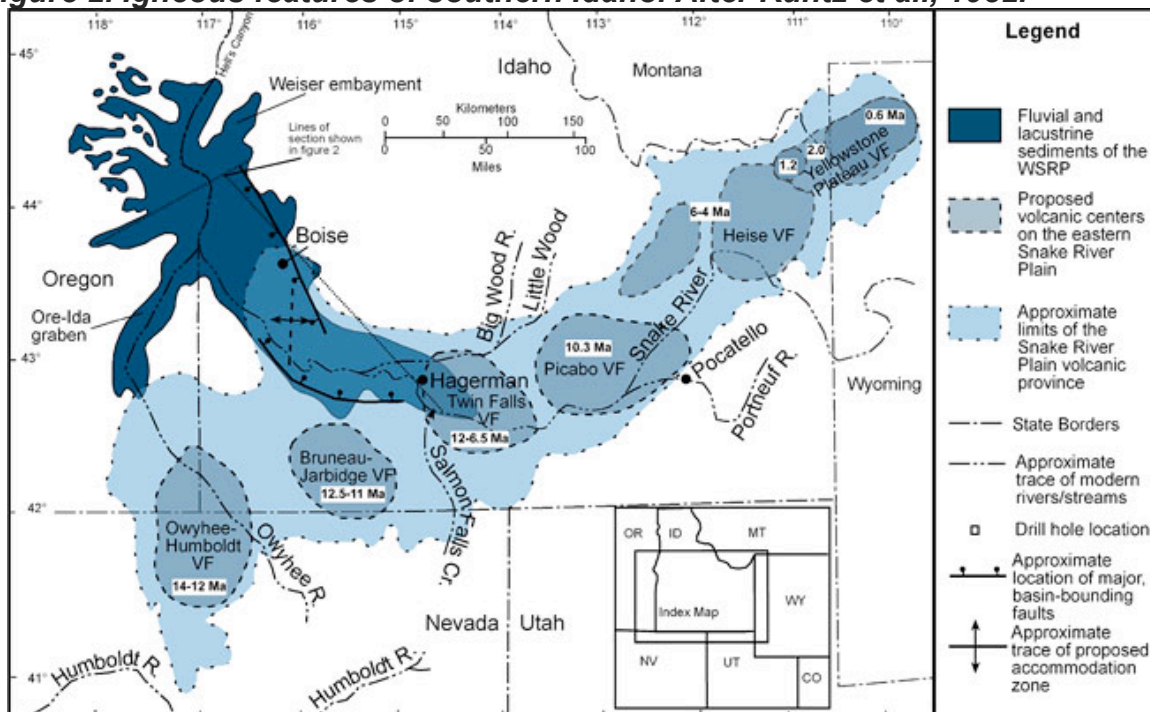 Figure 2. Igneous features of southern Idaho. After Kuntz et al., 1992.
118°
117°
116°
115°
114°
113°
112°
111°
110°
45°
44°
43°
42°
41°
Hell's Canyon
Weiser embayment
Lines of
section shown
in figure 2
Idaho
Montana
Kilometers
0 50 100 150
0 50 100
Miles
0.6 Ma
2.0
1.2
Yellowstone
Plateau VF
6-4 Ma
Heise VF
Boise
Oregon
Ore-Ida
graben
Big Wood R.
Little Wood
Snake River
10.3 Ma
Picabo VF
Pocatello
Portneuf R.
Wyoming
Hagerman
Twin Falls
VF
12-6.5 Ma
Bruneau-
Jarbidge VF
12.5-11 Ma
Salmon Falls Cr.
Owyhee-
Humboldt
VF
14-12 Ma
Owyhee R
Nevada
Utah
Humboldt R.
Humboldt R.
OR
ID
MT
Index Map
WY
NV
UT
CO
Legend
Fluvial and
lacustrine
sediments of the
WSRP
Proposed
volcanic centers
on the eastern
Snake River
Plain
Approximate
limits of the
Snake River
Plain volcanic
province
State Borders
Approximate
trace of modern
rivers/streams
Drill hole location
Approximate
location of major,
basin-bounding
faults
Approximate
trace of proposed
accommodation
zone